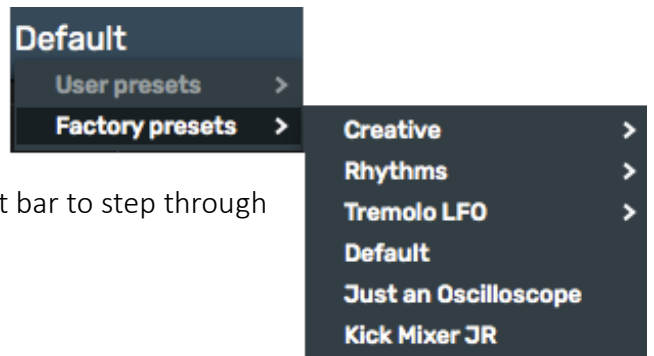 Default
User presets >
Factory presets >
Creative >
Rhythms >
t bar to step through
Tremolo LFO >
Default
Just an Oscilloscope
Kick Mixer JR